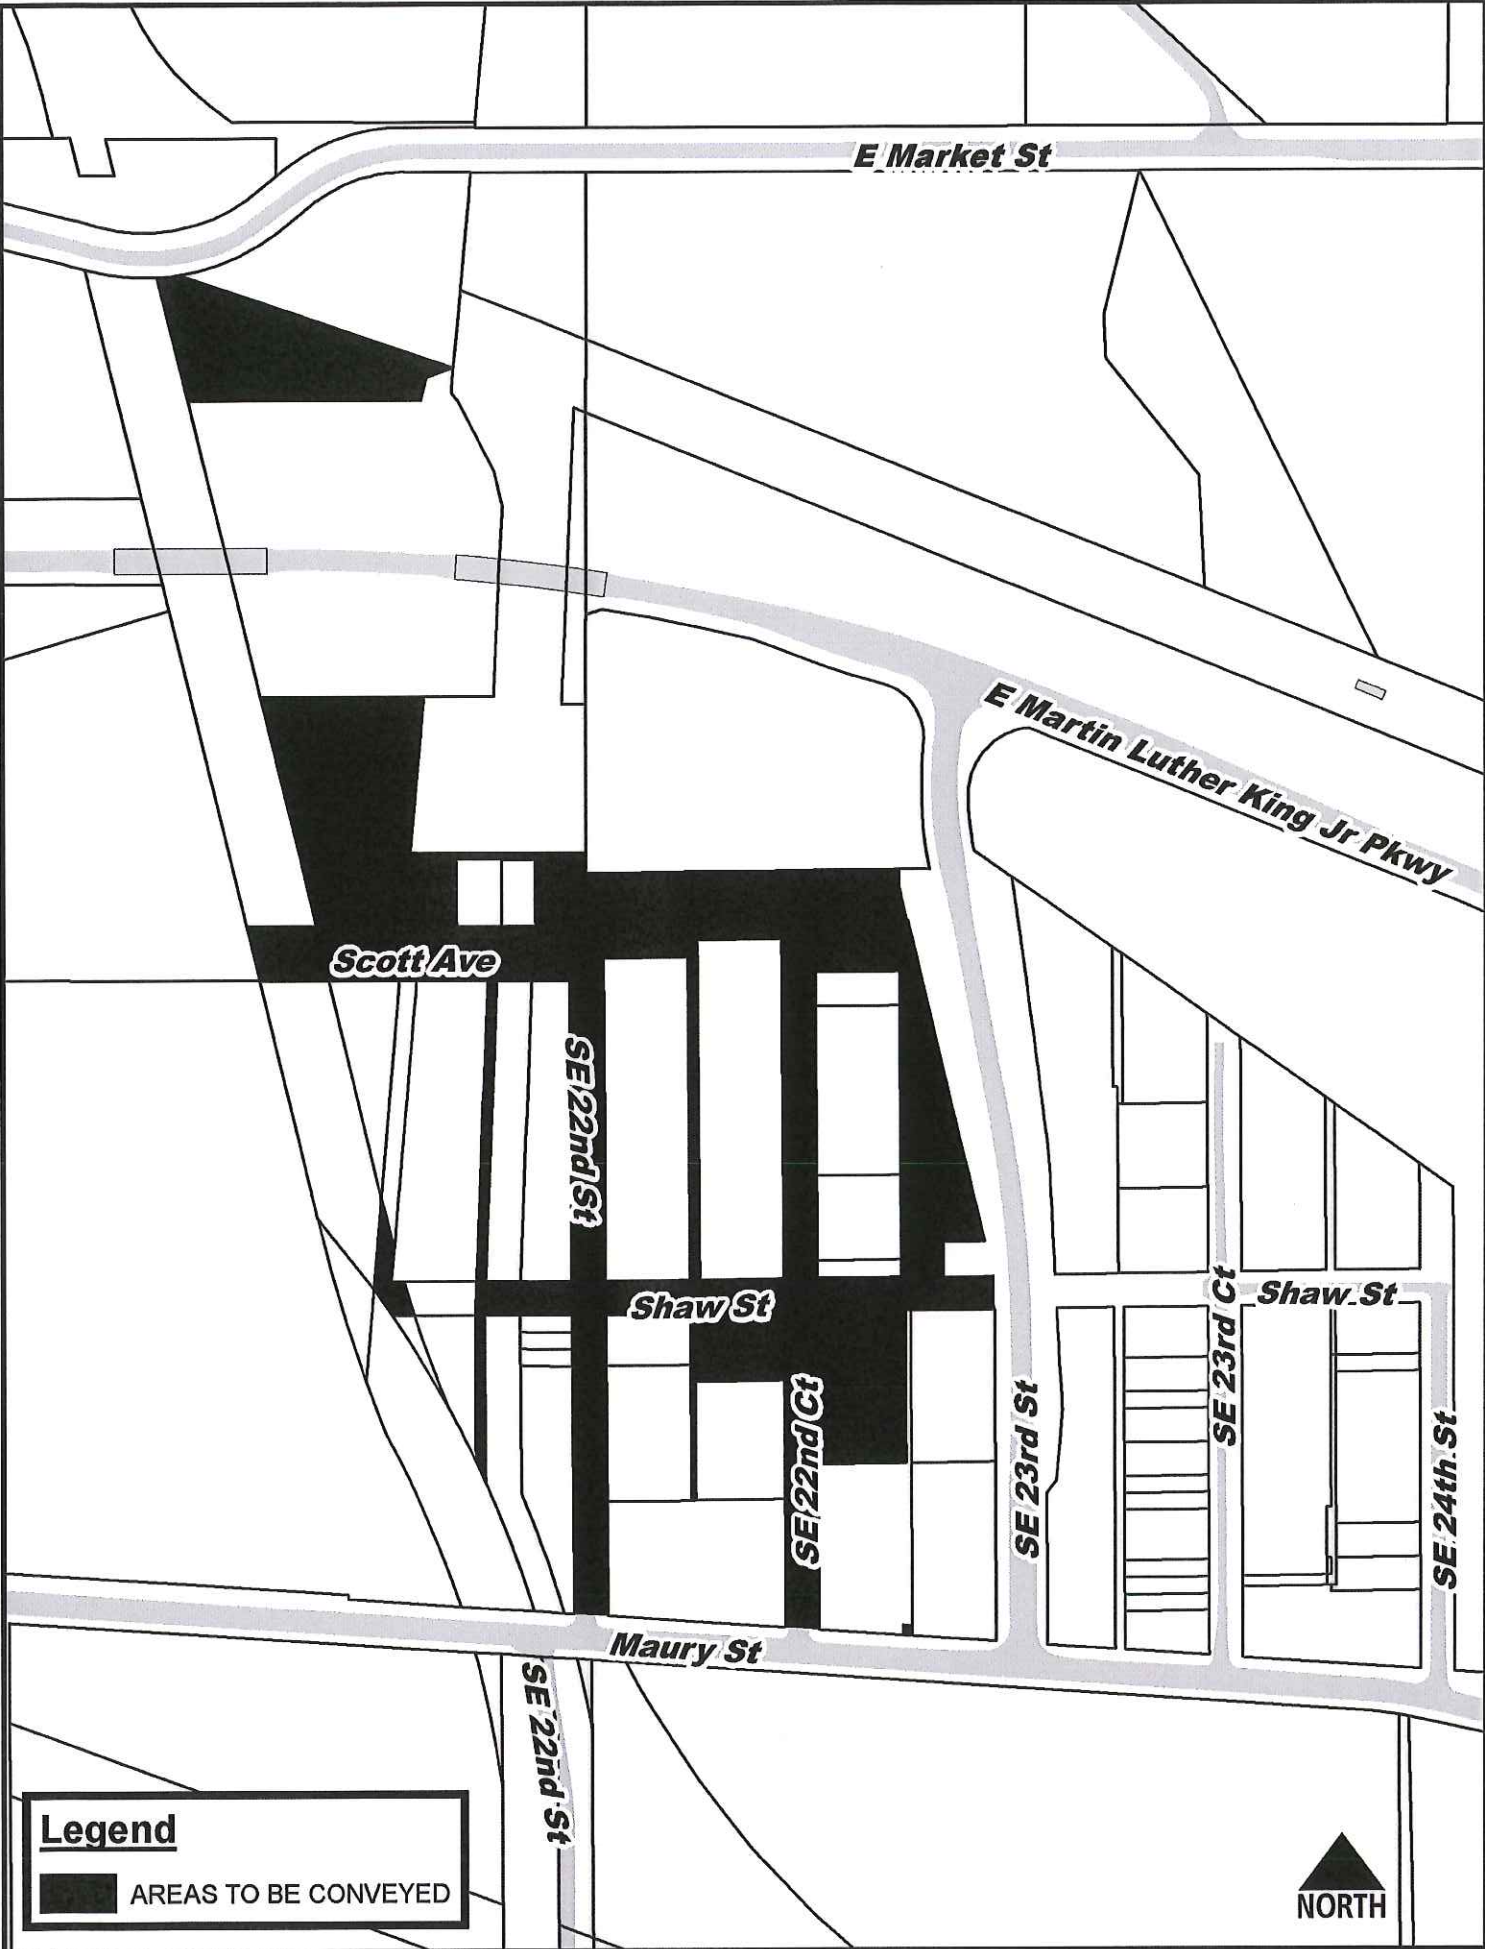 E Market St
E Martin Luther King Jr Pkwy
Scott Ave
SE 22nd St
Shaw St
Shaw St
SE 23rd Ct
SE 22nd Ct
SE 23rd St
SE 24th St
Maury St
SE 22nd St
Legend
AREAS TO BE CONVEYED
NORTH